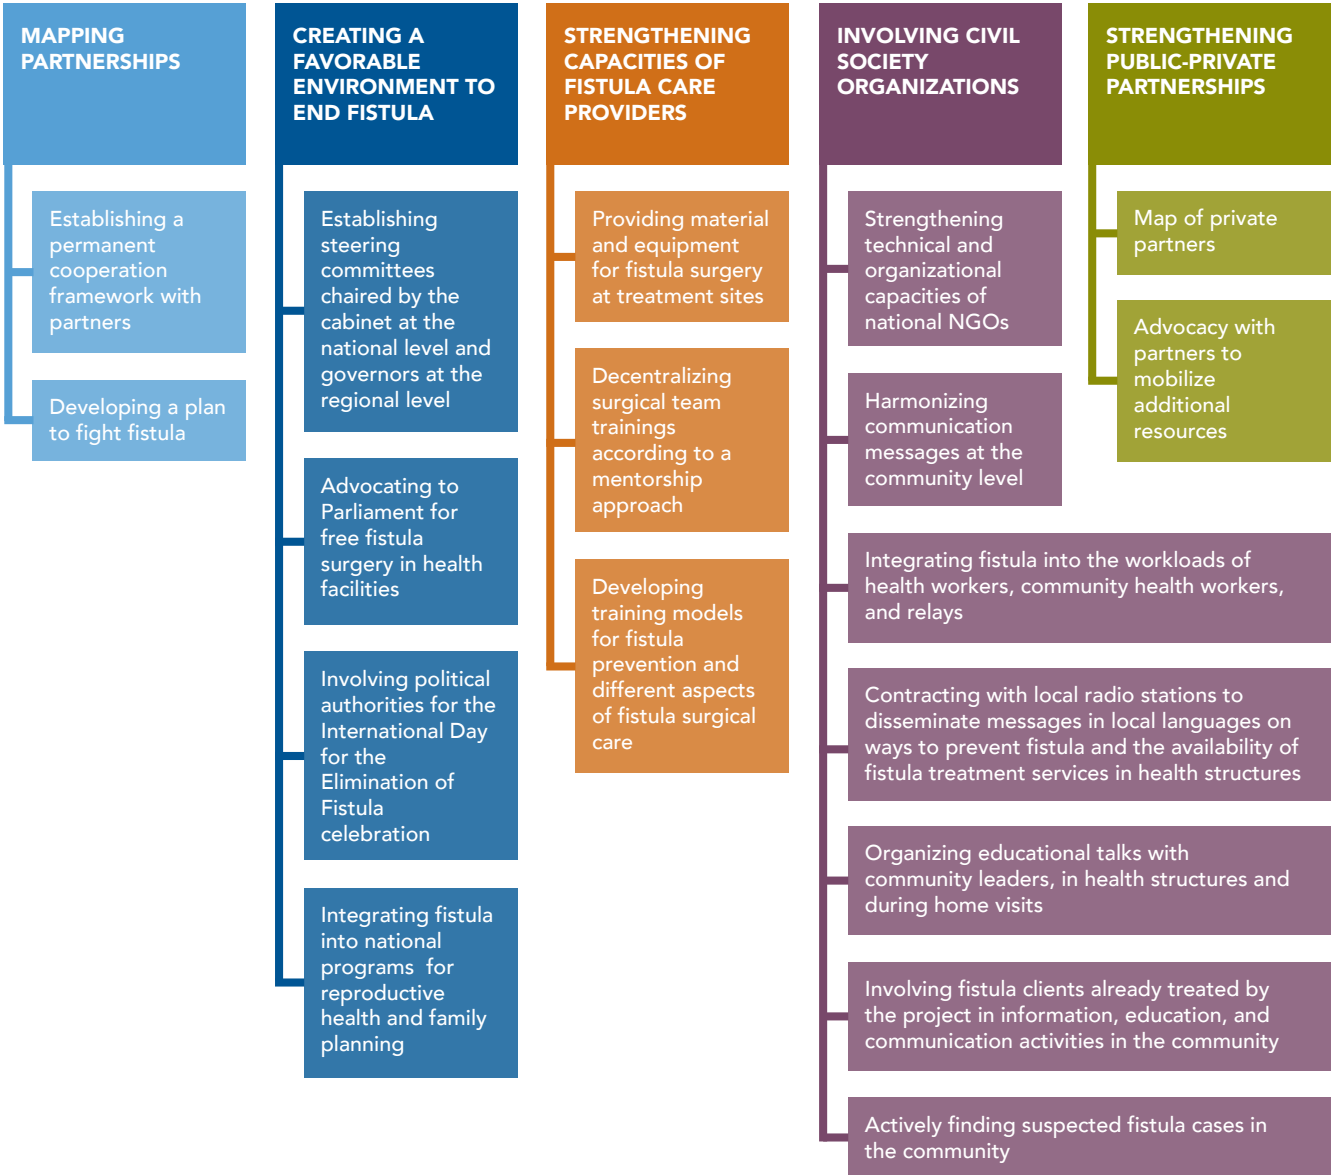 MAPPING
PARTNERSHIPS
Establishing a
permanent
cooperation
framework with
partners
Developing a plan
to fight fistula
CREATING A
FAVORABLE
ENVIRONMENT TO
END FISTULA
Establishing
steering
committees
chaired by the
cabinet at the
national level and
governors at the
regional level
Advocating to
Parliament for
free fistula
surgery in health
facilities
Involving political
authorities for the
International Day
for the
Elimination of
Fistula
celebration
Integrating fistula
into national
programs for
reproductive
health and family
planning
STRENGTHENING
CAPACITIES OF
FISTULA CARE
PROVIDERS
Providing material
and equipment
for fistula surgery
at treatment sites
Decentralizing
surgical team
trainings
according to a
mentorship
approach
Developing
training models
for fistula
prevention and
different aspects
of fistula surgical
care
INVOLVING CIVIL
SOCIETY
ORGANIZATIONS
Strengthening
technical and
organizational
capacities of
national NGOs
Harmonizing
communication
messages at the
community level
Integrating fistula into the workloads of
health workers, community health workers,
and relays
Contracting with local radio stations to
disseminate messages in local languages on
ways to prevent fistula and the availability of
fistula treatment services in health structures
Organizing educational talks with
community leaders, in health structures and
during home visits
Involving fistula clients already treated by
the project in information, education, and
communication activities in the community
Actively finding suspected fistula cases in
the community
STRENGTHENING
PUBLIC-PRIVATE
PARTNERSHIPS
Map of private
partners
Advocacy with
partners to
mobilize
additional
resources